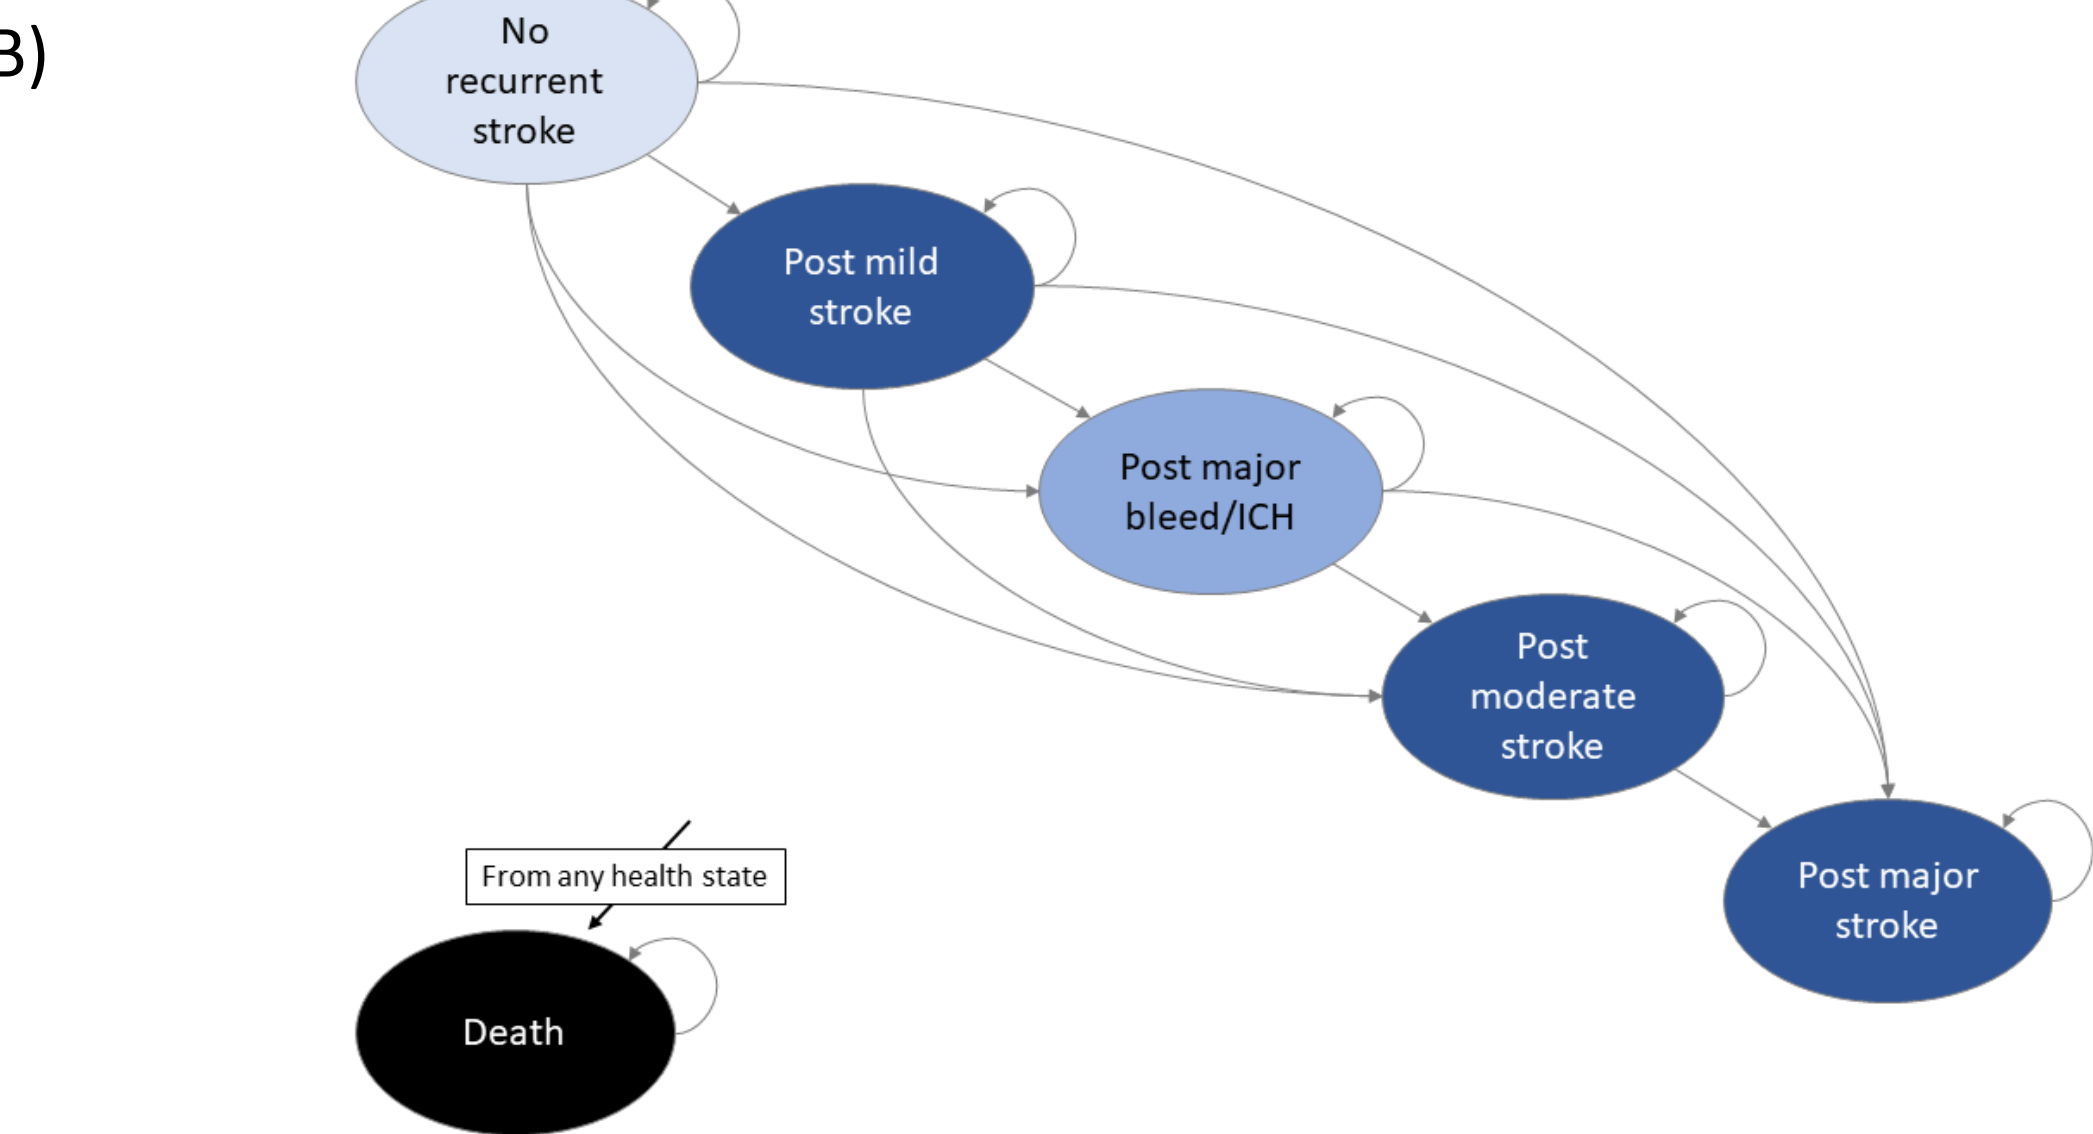 B)
No
recurrent
stroke
Post mild
stroke
Post major
bleed/ICH
Post
moderate
stroke
From any health state
Post major
stroke
Death